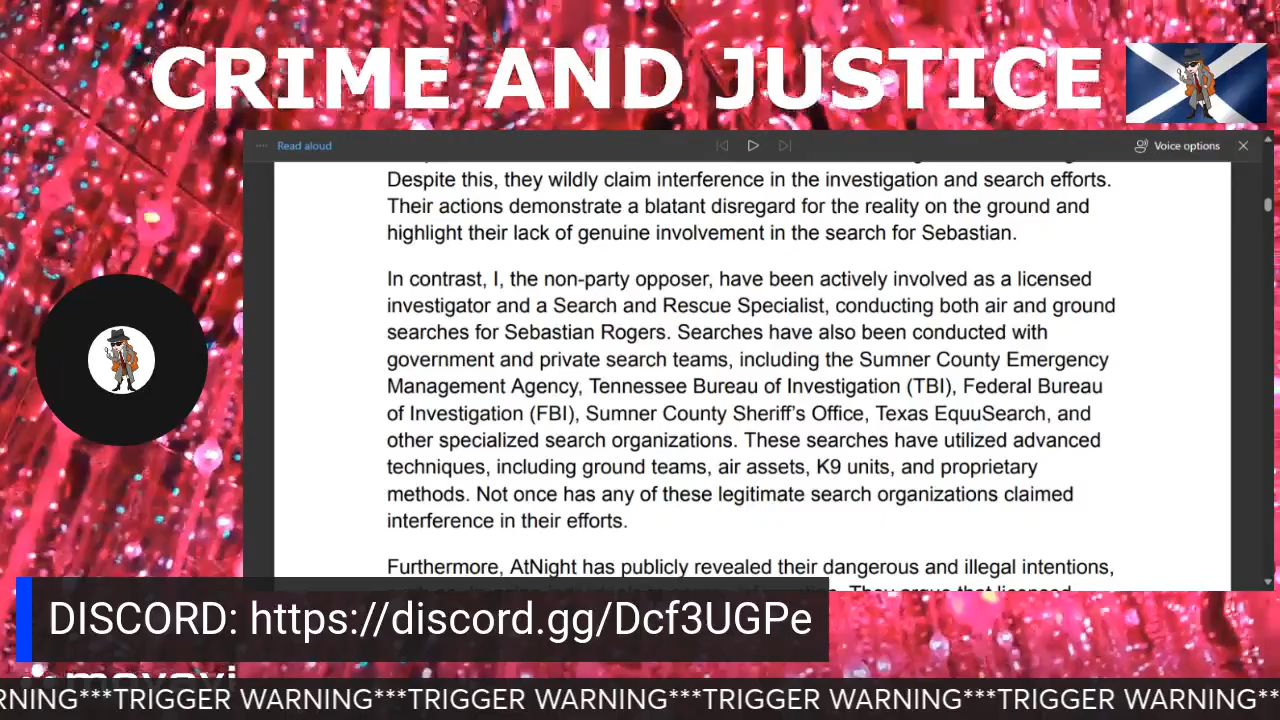 CRIME AND JUSTICE
Read aloud
Voice options
Despite this, they wildly claim interference in the investigation and search efforts.
Their actions demonstrate a blatant disregard for the reality on the ground and
highlight their lack of genuine involvement in the search for Sebastian.
In contrast, I, the non-party opposer, have been actively involved as a licensed
investigator and a Search and Rescue Specialist, conducting both air and ground
searches for Sebastian Rogers. Searches have also been conducted with
government and private search teams, including the Sumner County Emergency
Management Agency, Tennessee Bureau of Investigation (TBI), Federal Bureau
of Investigation (FBI), Sumner County Sheriff's Office, Texas EquuSearch, and
other specialized search organizations. These searches have utilized advanced
techniques, including ground teams, air assets, K9 units, and proprietary
methods. Not once has any of these legitimate search organizations claimed
interference in their efforts.
Furthermore, AtNight has publicly revealed their dangerous and illegal intentions,
DISCORD: https://discord.gg/Dcf3UGPe
RNING***TRIGGER WARNING***TRIGGER WARNING***TRIGGER WARNING***TRIGGER WARNING**